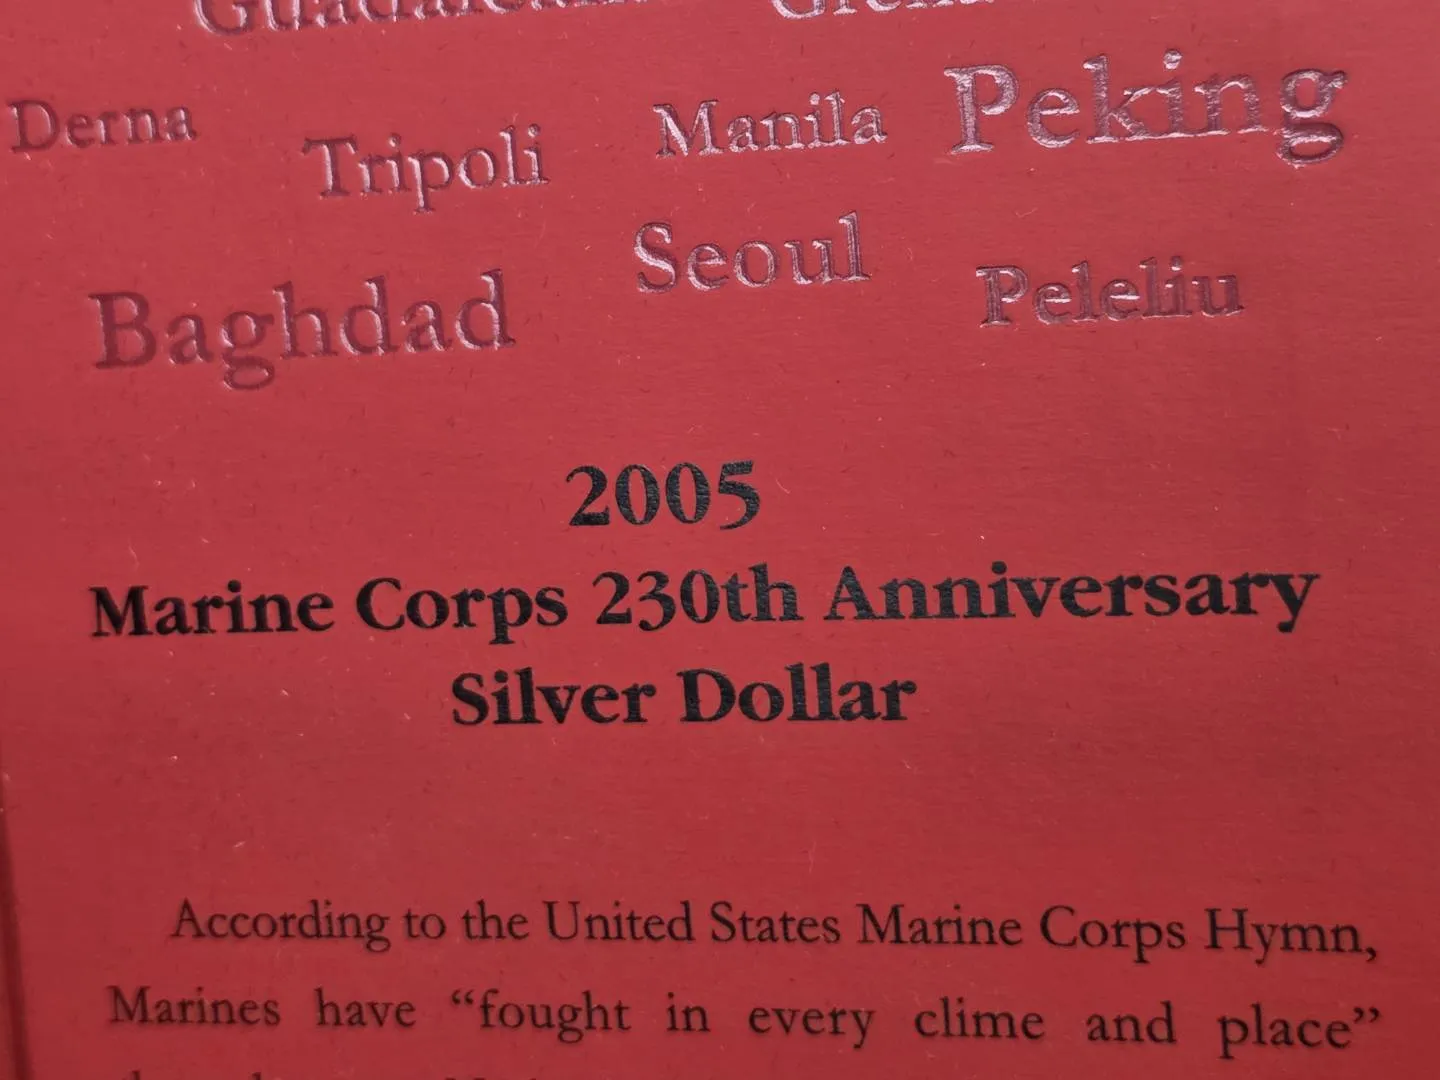 Derna Tripoli Manila Peking
Baghdad Seoul Peleliu
2005
Marine Corps 230th Anniversary
Silver Dollar
According to the United States Marine Corps Hymn,
Marines have “fought in every clime and place”